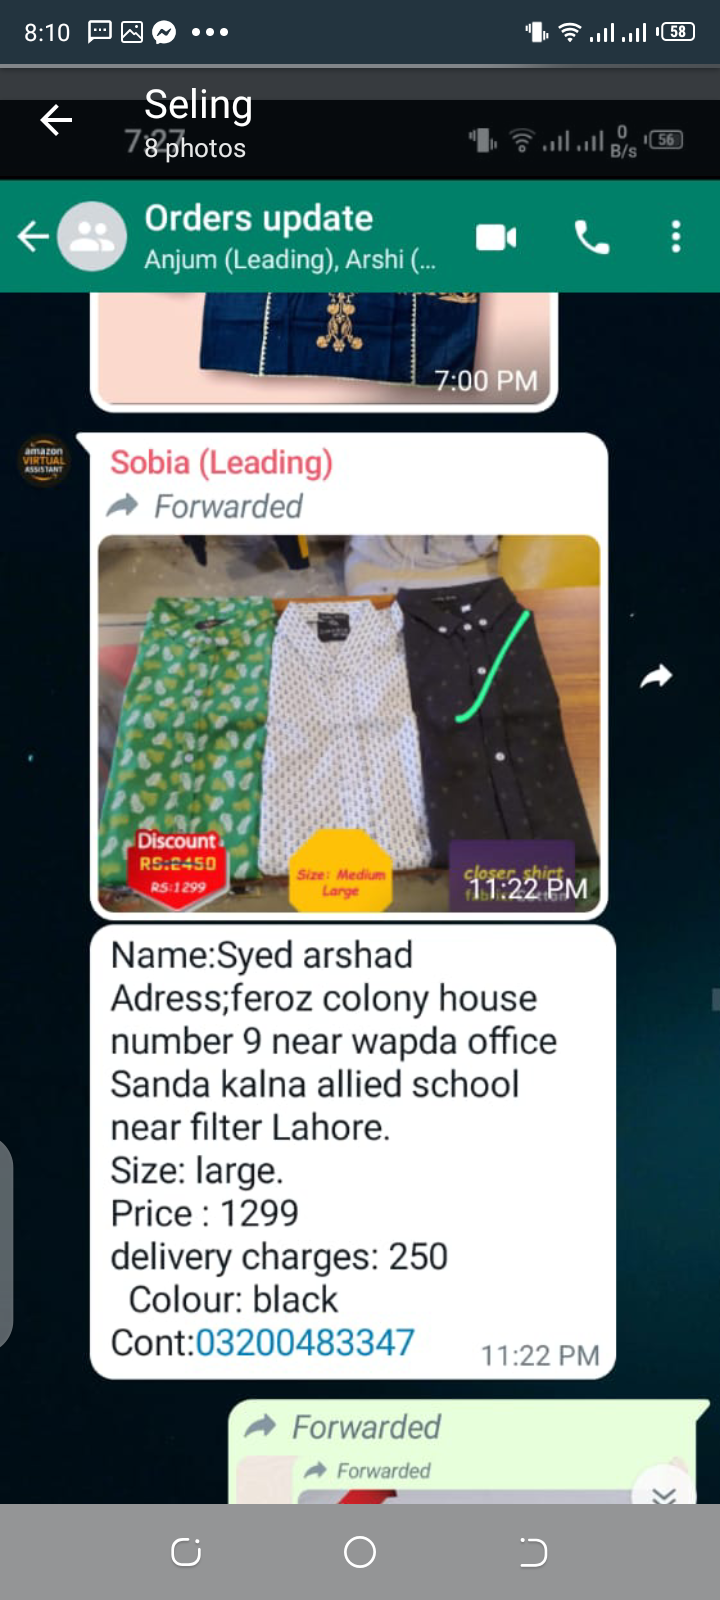 8:10
58
Seling
7:27
8 photos
0
B/s
56
Orders update
Anjum (Leading), Arshi (...
7:00 PM
amazon
VIRTUAL
ASSISTANT
Sobia (Leading)
Forwarded
Discount
RS:2450
RS:1299
Size: Medium
Large
closer shirt
11:22 PM
Name:Syed arshad
Adress;feroz colony house
number 9 near wapda office
Sanda kalna allied school
near filter Lahore.
Size: large.
Price : 1299
delivery charges: 250
Colour: black
Cont:03200483347
11:22 PM
Forwarded
Forwarded